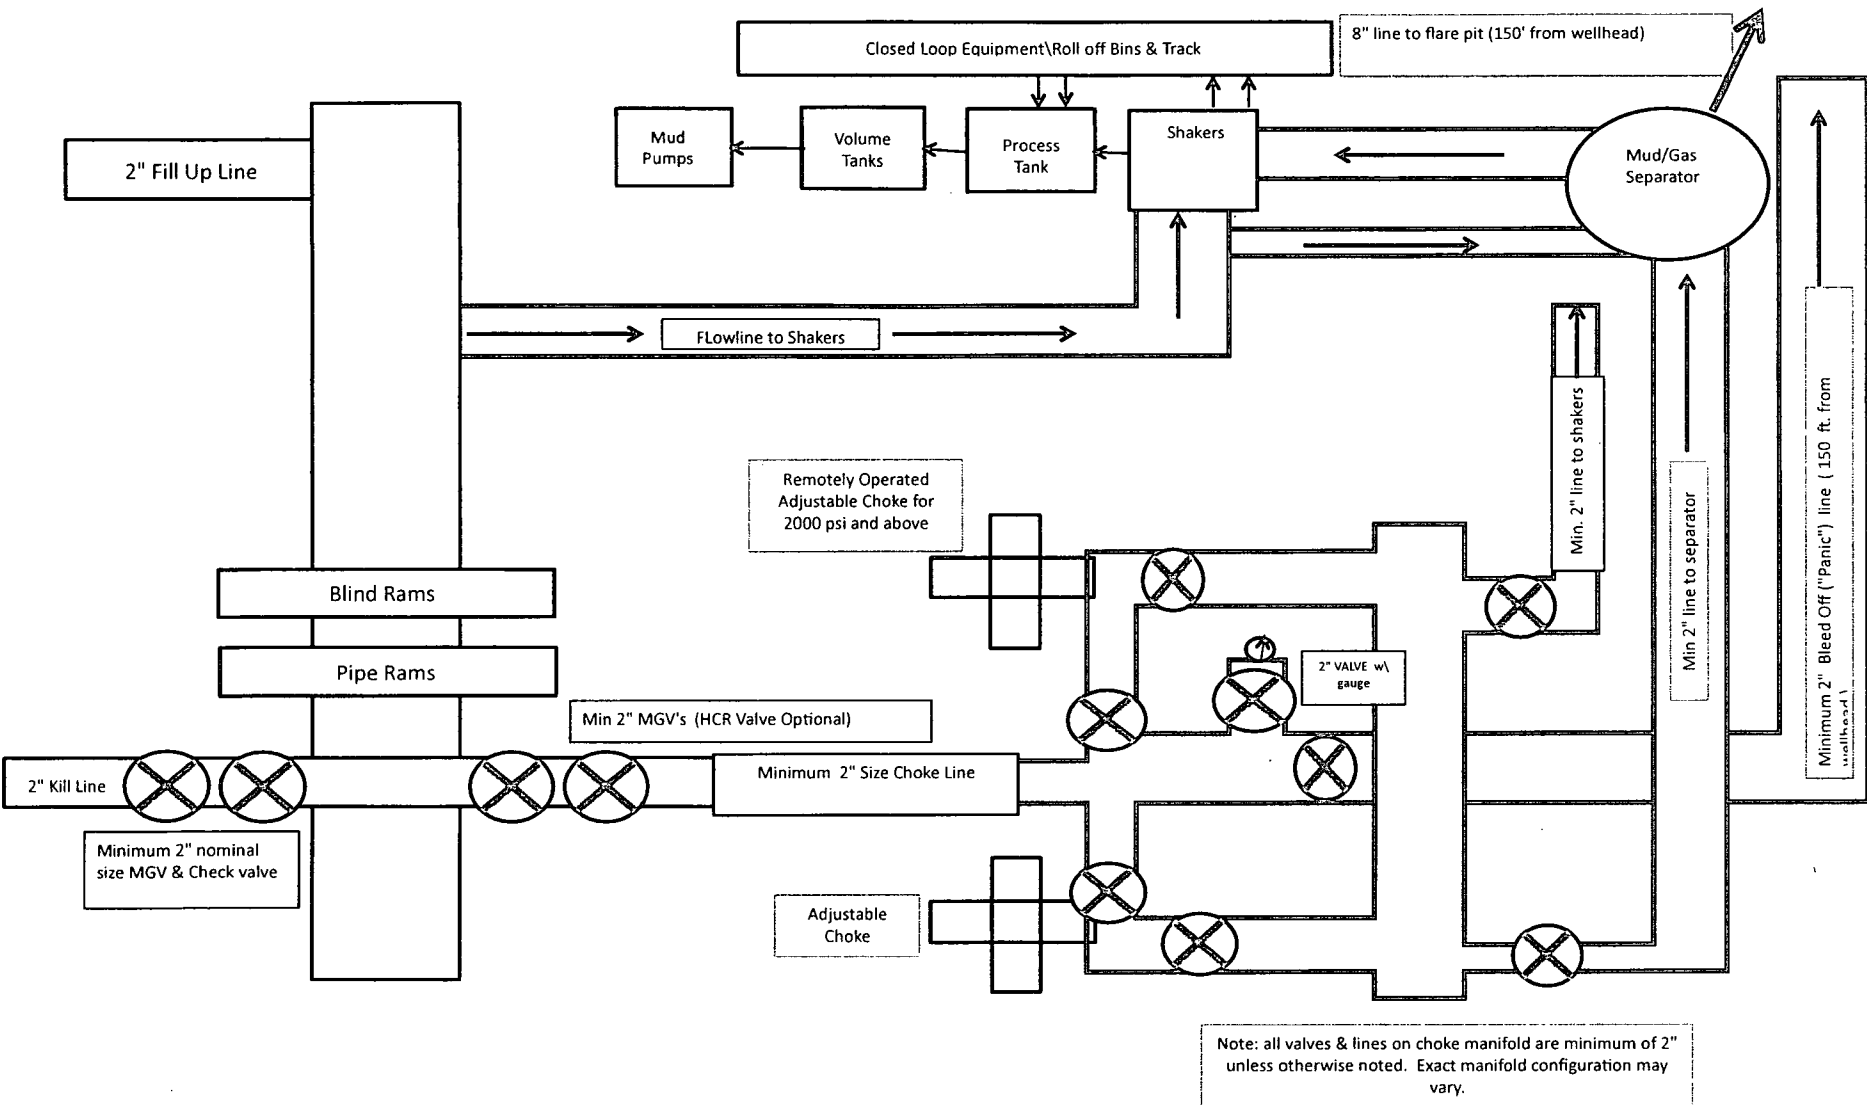 Closed Loop Equipment\Roll off Bins & Track
8" line to flare pit (150' from wellhead)
Mud
Pumps
Volume
Tanks
Process
Tank
Shakers
Mud/Gas
Separator
2" Fill Up Line
FLowline to Shakers
Remotely Operated
Adjustable Choke for
2000 psi and above
Min. 2" line to shakers
Min 2" line to separator
Minimum 2" Bleed Off ("Panic") line ( 150 ft. from
wellhead)
Blind Rams
Pipe Rams
2" VALVE w\
gauge
Min 2" MGV's (HCR Valve Optional)
2" Kill Line
Minimum 2" Size Choke Line
Minimum 2" nominal
size MGV & Check valve
Adjustable
Choke
Note: all valves & lines on choke manifold are minimum of 2"
unless otherwise noted. Exact manifold configuration may
vary.